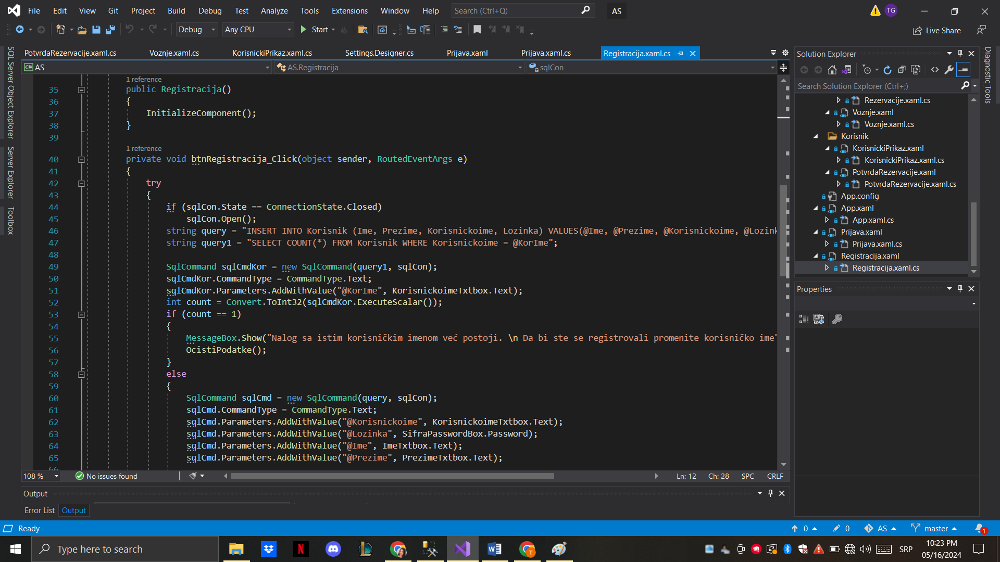 File Edit View Git Project Build Debug Test Analyze Tools Extensions Window Help Search (Ctrl+Q) AS TG
Debug Any CPU Start Live Share
PotvrdaRezervacije.xaml.cs Voznje.xaml.cs KorisnickiPrikaz.xaml.cs Settings.Designer.cs Prijava.xaml Prijava.xaml.cs Registracija.xaml.cs
C# AS AS.Registracija sqlCon
SQL Server Object Explorer
Server Explorer
Toolbox
1 reference
35 public Registracija()
36 {
37 InitializeComponent();
38 }
39
1 reference
40 private void btnRegistracija_Click(object sender, RoutedEventArgs e)
41 {
42 try
43 {
44 if (sqlCon.State == ConnectionState.Closed)
45 sqlCon.Open();
46 string query = "INSERT INTO Korisnik (Ime, Prezime, Korisnickoime, Lozinka) VALUES(@Ime, @Prezime, @Korisnickoime, @Lozink
47 string query1 = "SELECT COUNT(*) FROM Korisnik WHERE Korisnickoime = @KorIme";
48
49 SqlCommand sqlCmdKor = new SqlCommand(query1, sqlCon);
50 sqlCmdKor.CommandType = CommandType.Text;
51 sqlCmdKor.Parameters.AddWithValue("@KorIme", KorisnickoimeTxtbox.Text);
52 int count = Convert.ToInt32(sqlCmdKor.ExecuteScalar());
53 if (count == 1)
54 {
55 MessageBox.Show("Nalog sa istim korisničkim imenom već postoji. \n Da bi ste se registrovali promenite korisničko ime"
56 OcistiPodatke();
57 }
58 else
59 {
60 SqlCommand sqlCmd = new SqlCommand(query, sqlCon);
61 sqlCmd.CommandType = CommandType.Text;
62 sqlCmd.Parameters.AddWithValue("@Korisnickoime", KorisnickoimeTxtbox.Text);
63 sqlCmd.Parameters.AddWithValue("@Lozinka", SifraPasswordBox.Password);
64 sqlCmd.Parameters.AddWithValue("@Ime", ImeTxtbox.Text);
65 sqlCmd.Parameters.AddWithValue("@Prezime", PrezimeTxtbox.Text);
66
108 % No issues found Ln: 12 Ch: 28 SPC CRLF
Output
Error List Output
Solution Explorer
Search Solution Explorer (Ctrl+;)
Rezervacije.xaml.cs
Voznje.xaml
Voznje.xaml.cs
Korisnik
KorisnickiPrikaz.xaml
KorisnickiPrikaz.xaml.cs
PotvrdaRezervacije.xaml
PotvrdaRezervacije.xaml.cs
App.config
App.xaml
App.xaml.cs
Prijava.xaml
Prijava.xaml.cs
Registracija.xaml
Registracija.xaml.cs
Properties
Diagnostic Tools
Ready 0 0 AS master 1
Type here to search SRP 10:23 PM
05/16/2024